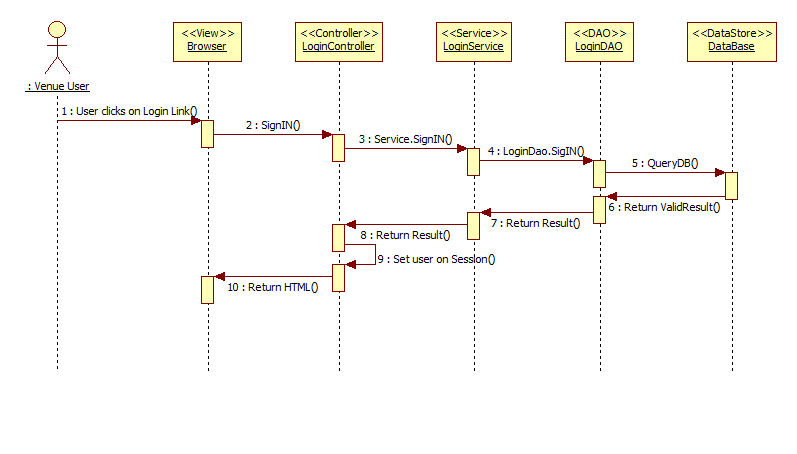 <<View>>
Browser
<<Controller>>
LoginController
<<Service>>
LoginService
<<DAO>>
LoginDAO
<<DataStore>>
DataBase
: Venue User
1 : User clicks on Login Link()
2 : SignIN()
3 : Service.SignIN()
4 : LoginDao.SigIN()
5 : QueryDB()
6 : Return ValidResult()
7 : Return Result()
8 : Return Result()
9 : Set user on Session()
10 : Return HTML()